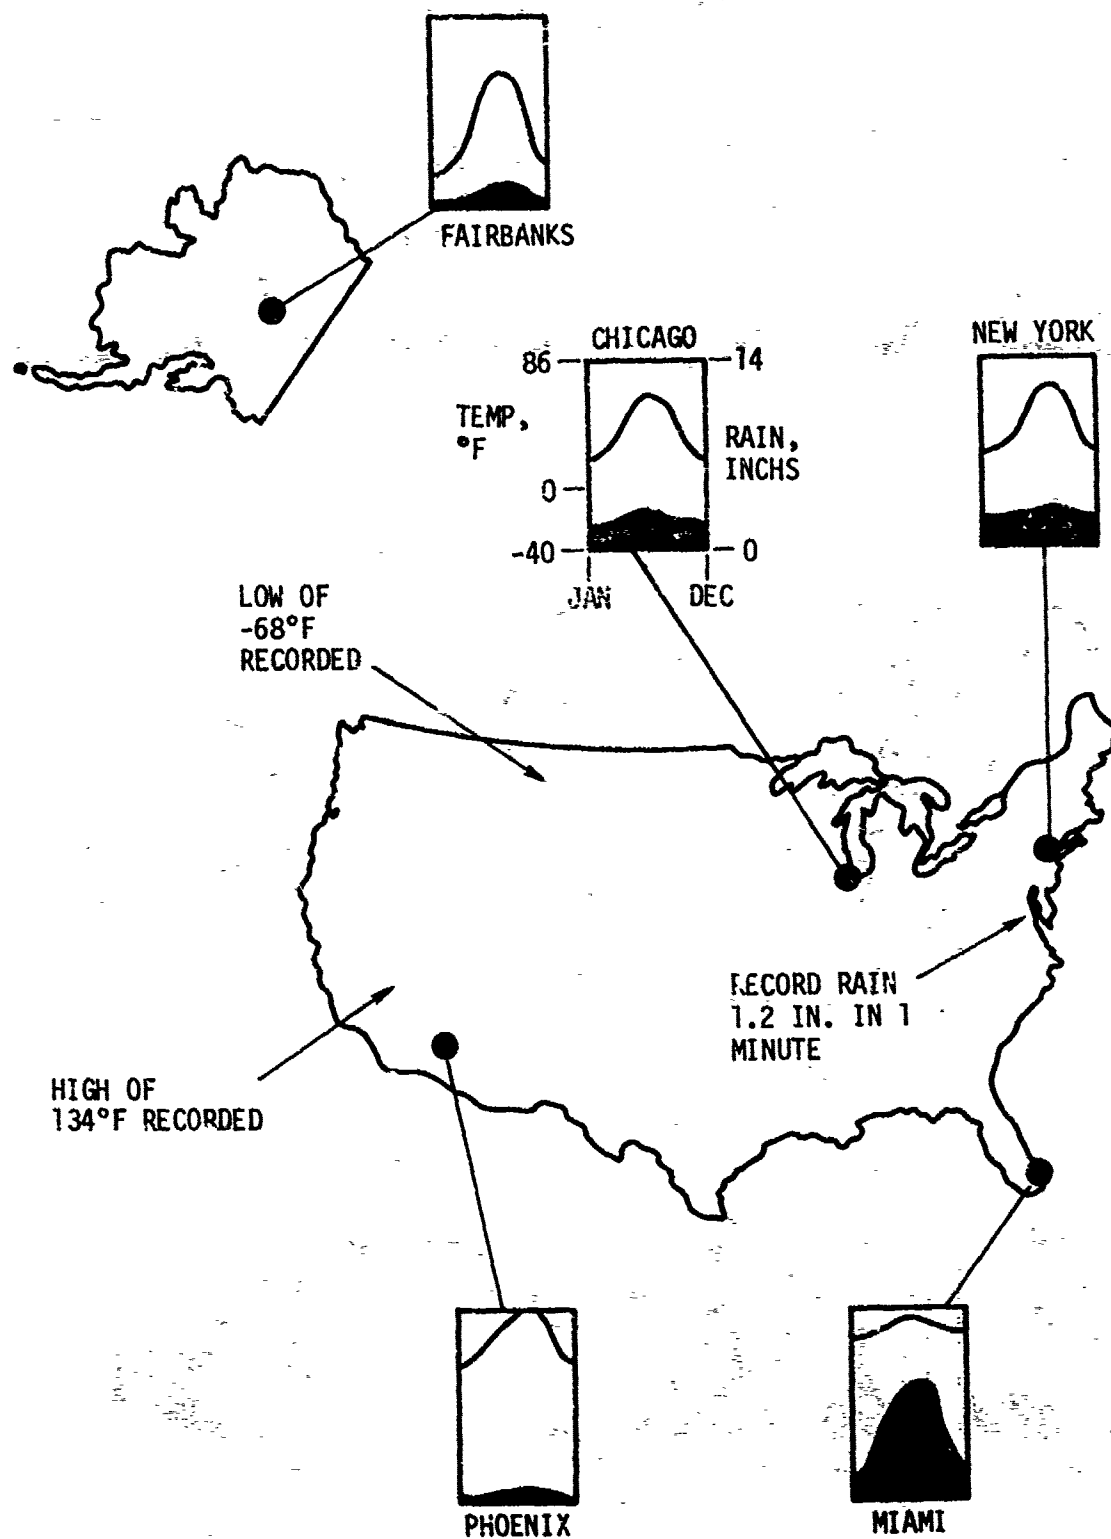 FAIRBANKS
CHICAGO
NEW YORK
86
14
TEMP,
°F
RAIN,
INCHS
0
-40
0
JAN
DEC
LOW OF
-68°F
RECORDED
RECORD RAIN
1.2 IN. IN 1
MINUTE
HIGH OF
134°F RECORDED
PHOENIX
MIAMI